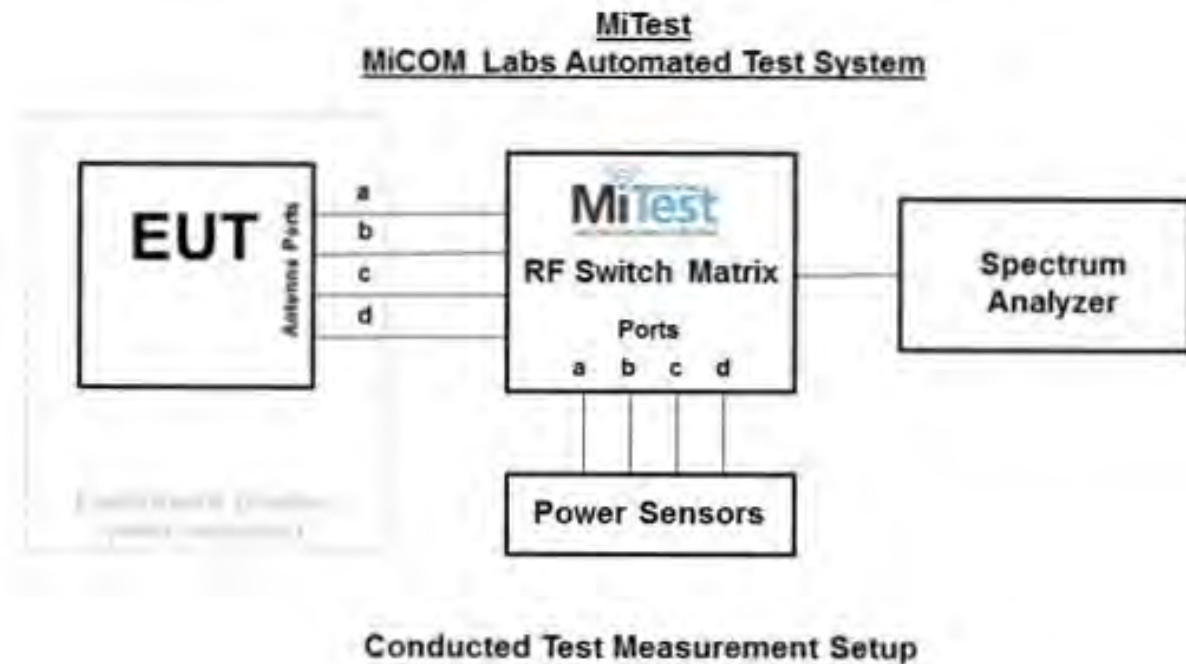 MiTest
MiCOM Labs Automated Test System
EUT
Antenna Ports
a
b
c
d
MiTest
RF Switch Matrix
Ports
a b c d
Spectrum
Analyzer
Power Sensors
Conducted Test Measurement Setup